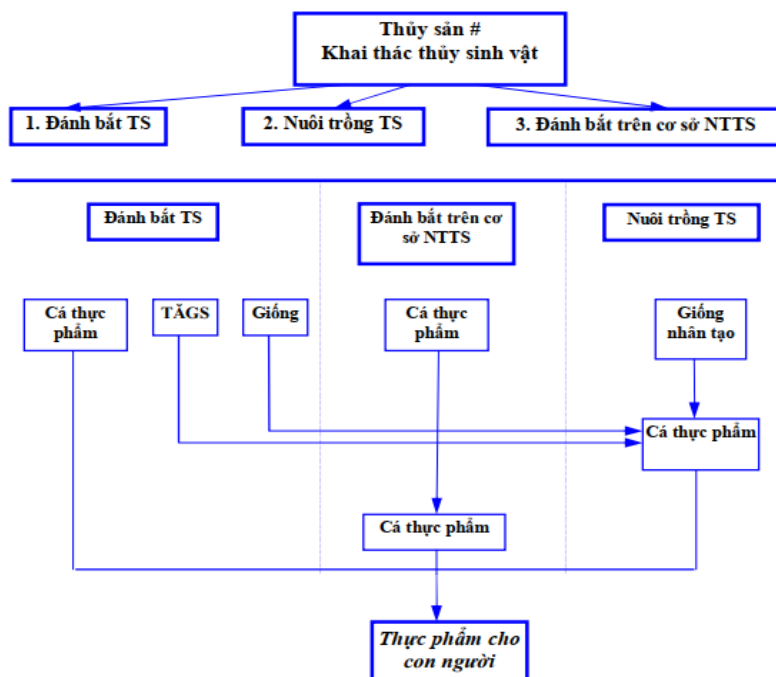 Thủy sản #
Khai thác thủy sinh vật
1. Đánh bắt TS
2. Nuôi trồng TS
3. Đánh bắt trên cơ sở NTTS
Đánh bắt TS
Đánh bắt trên cơ
sở NTTS
Nuôi trồng TS
Cá thực
phẩm
TĂGS
Giống
Cá thực
phẩm
Giống
nhân tạo
Cá thực phẩm
Cá thực phẩm
Thực phẩm cho
con người